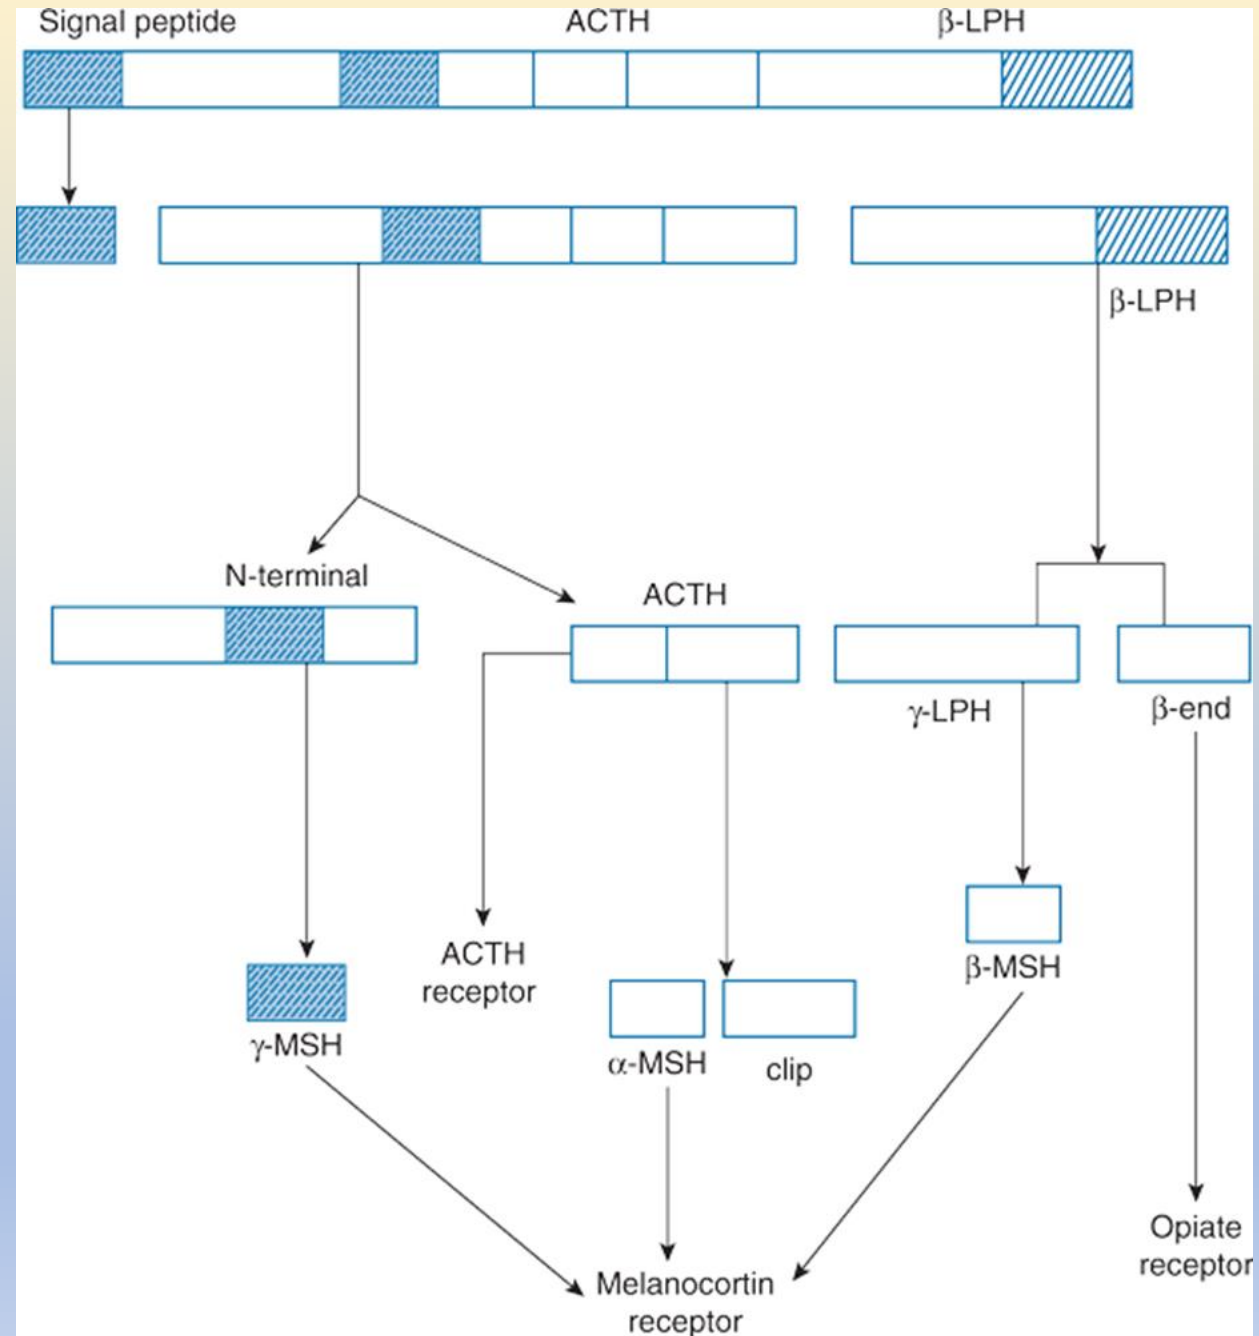 Signal peptide
ACTH
β-LPH
β-LPH
N-terminal
ACTH
γ-LPH
β-end
ACTH
receptor
β-MSH
γ-MSH
α-MSH
clip
Opiate
receptor
Melanocortin
receptor